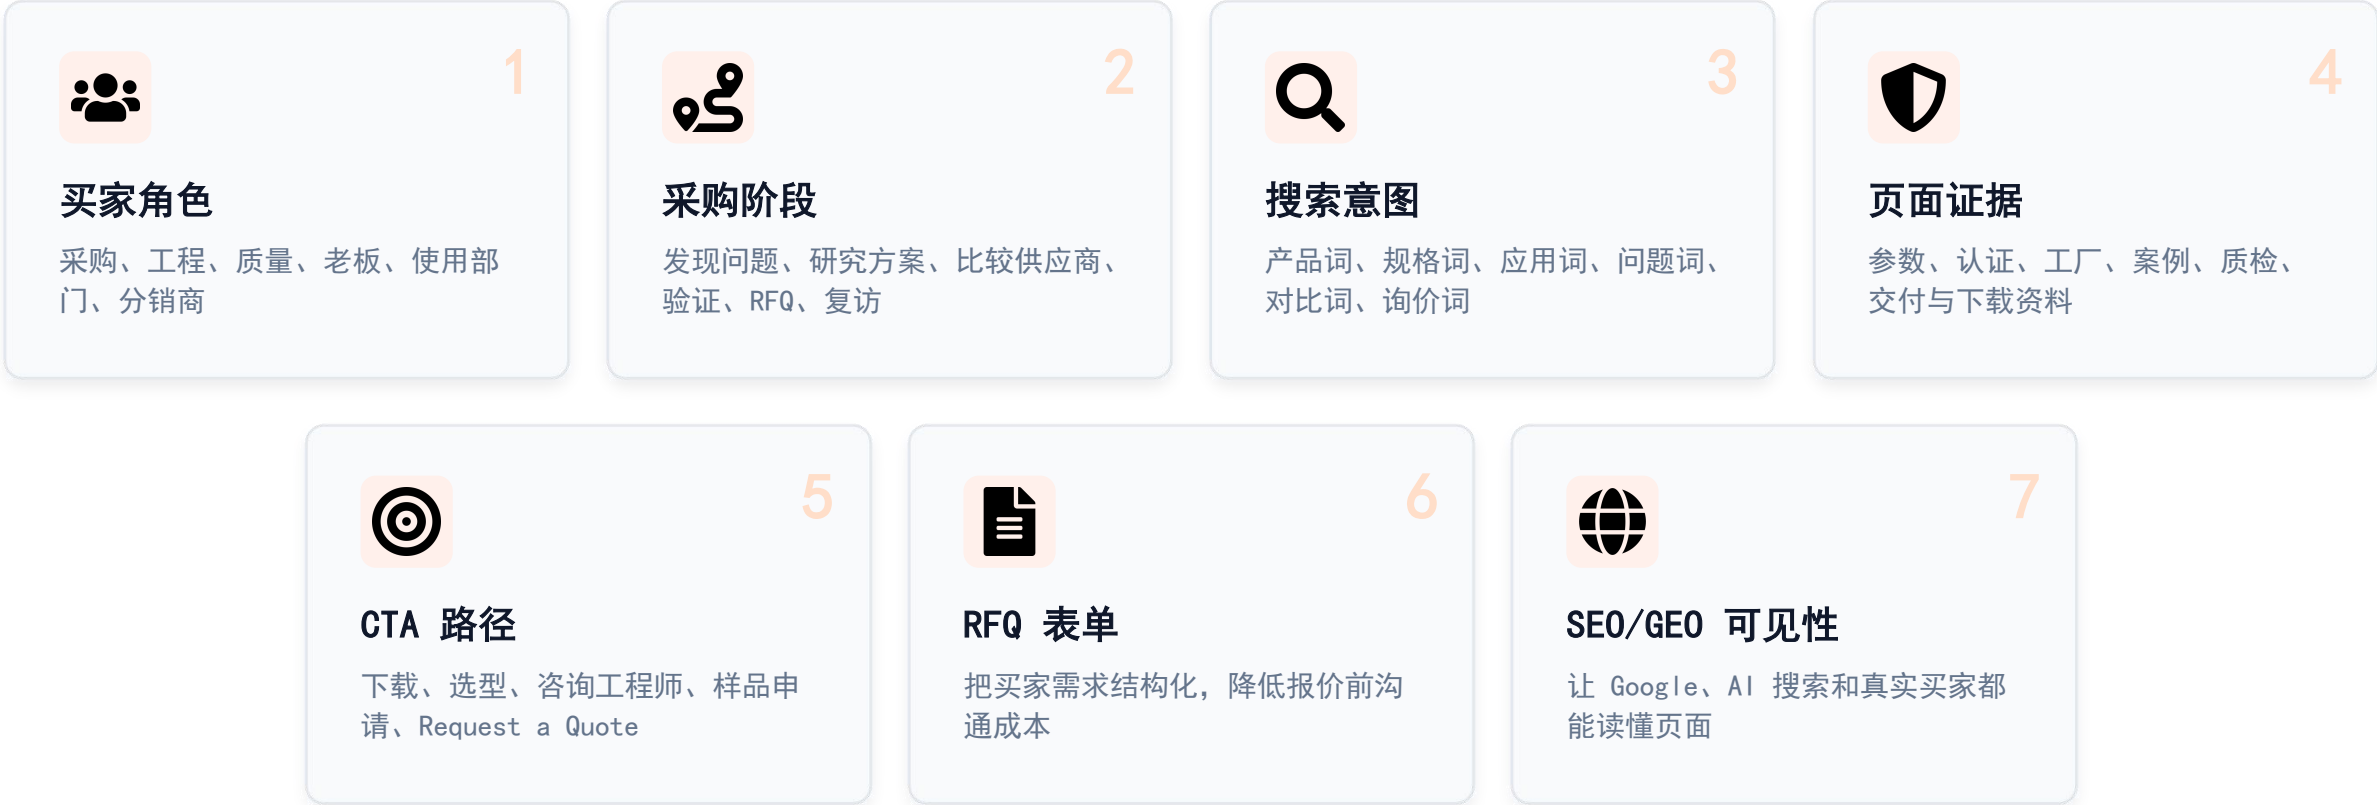 1
买家角色
采购、工程、质量、老板、使用部
门、分销商
2
采购阶段
发现问题、研究方案、比较供应商、
验证、RFQ、复访
3
搜索意图
产品词、规格词、应用词、问题词、
对比词、询价词
4
页面证据
参数、认证、工厂、案例、质检、
交付与下载资料
5
CTA 路径
下载、选型、咨询工程师、样品申
请、Request a Quote
6
RFQ 表单
把买家需求结构化，降低报价前沟
通成本
7
SEO/GEO 可见性
让 Google、AI 搜索和真实买家都
能读懂页面